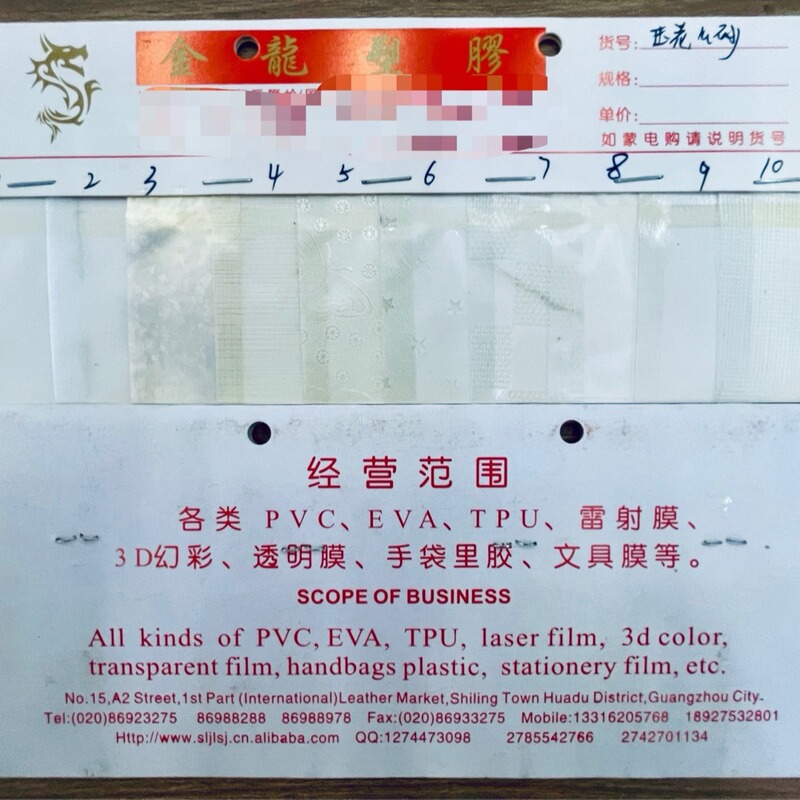 金龍塑膠
货号:压花
规格:
单价:
如蒙电购请说明货号
1 2 3 4 5 6 7 8 9 10
经营范围
各类 PVC、EVA、TPU、雷射膜、
3D幻彩、透明膜、手袋里胶、文具膜等。
SCOPE OF BUSINESS
All kinds of PVC, EVA, TPU, laser film, 3d color,
transparent film, handbags plastic, stationery film, etc.
No.15,A2 Street,1st Part (International)Leather Market,Shiling Town Huadu District,Guangzhou City-
Tel:(020)86923275 86988288 86988978 Fax:(020)86933275 Mobile:13316205768 18927532801
Http://www.sljlsj.cn.alibaba.com QQ:1274473098 2785542766 2742701134